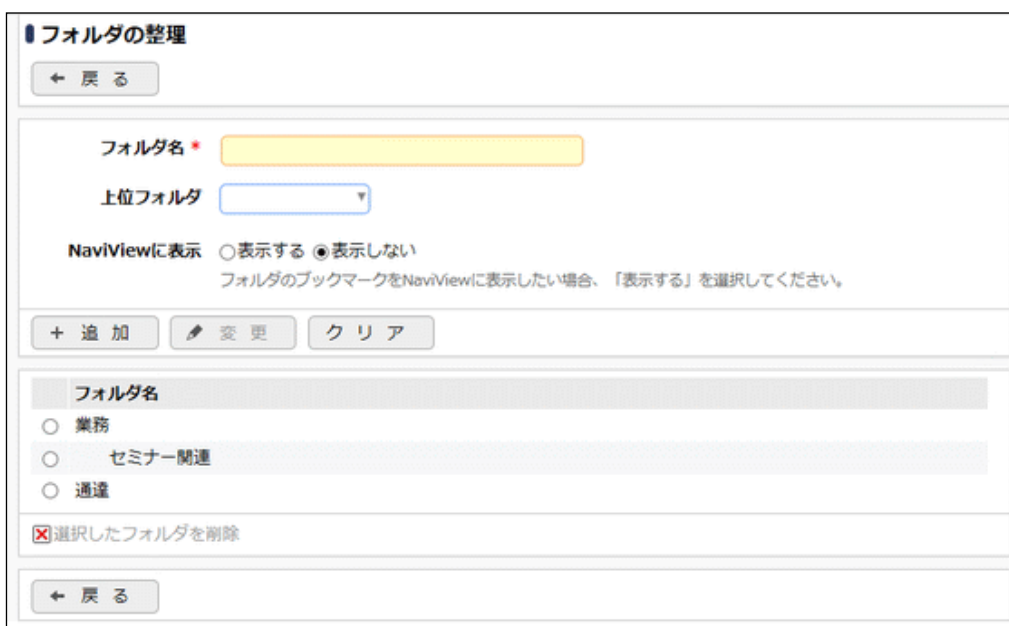 フォルダの整理
← 戻る
フォルダ名 *
上位フォルダ
NaviViewに表示 ○表示する ◉表示しない
フォルダのブックマークをNaviViewに表示したい場合、「表示する」を選択してください。
+ 追加 変更 クリア
フォルダ名
業務
セミナー関連
通達
選択したフォルダを削除
← 戻る